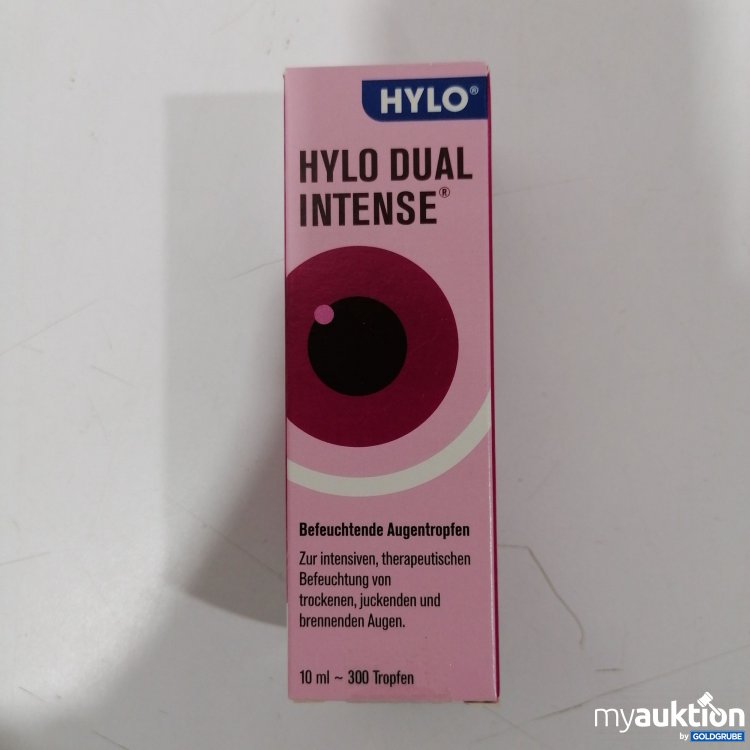 HYLO®
HYLO DUAL
INTENSE®
Befeuchtende Augentropfen
Zur intensiven, therapeutischen
Befeuchtung von
trockenen, juckenden und
brennenden Augen.
10 ml ~ 300 Tropfen
myauktion
by GOLDGRUBE